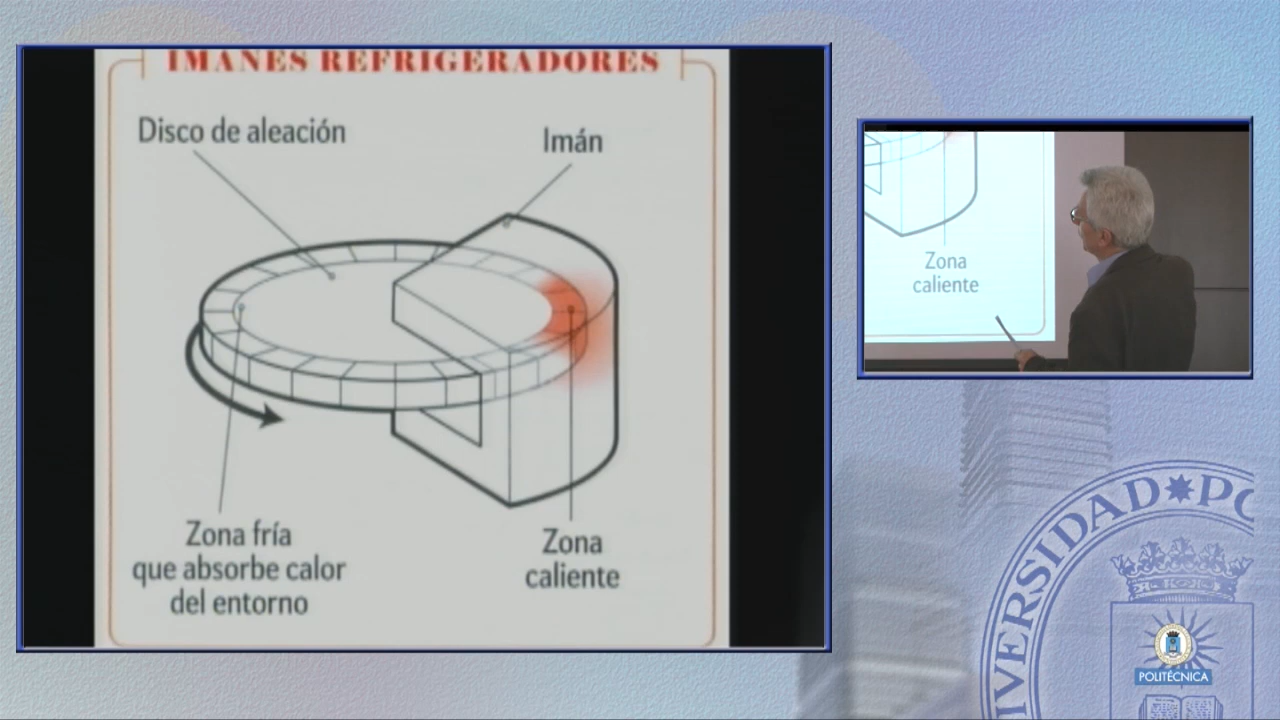 IMANES REFRIGERADORES
Disco de aleación
Imán
Zona fría
que absorbe calor
del entorno
Zona
caliente
Zona
caliente
IVERSIDAD PO
POLITÉCNICA